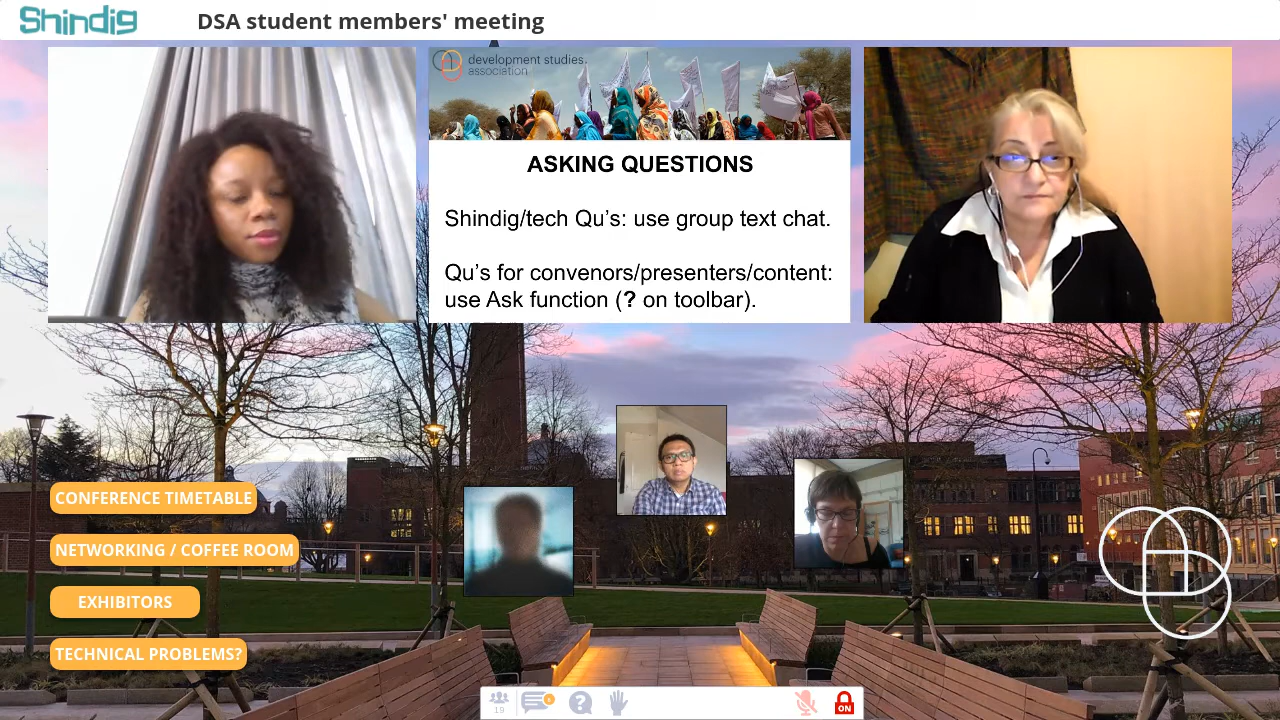 Shindig
DSA student members' meeting
development studies
association
ASKING QUESTIONS
Shindig/tech Qu's: use group text chat.
Qu's for convenors/presenters/content:
use Ask function (? on toolbar).
CONFERENCE TIMETABLE
NETWORKING / COFFEE ROOM
EXHIBITORS
TECHNICAL PROBLEMS?
19
?
ON